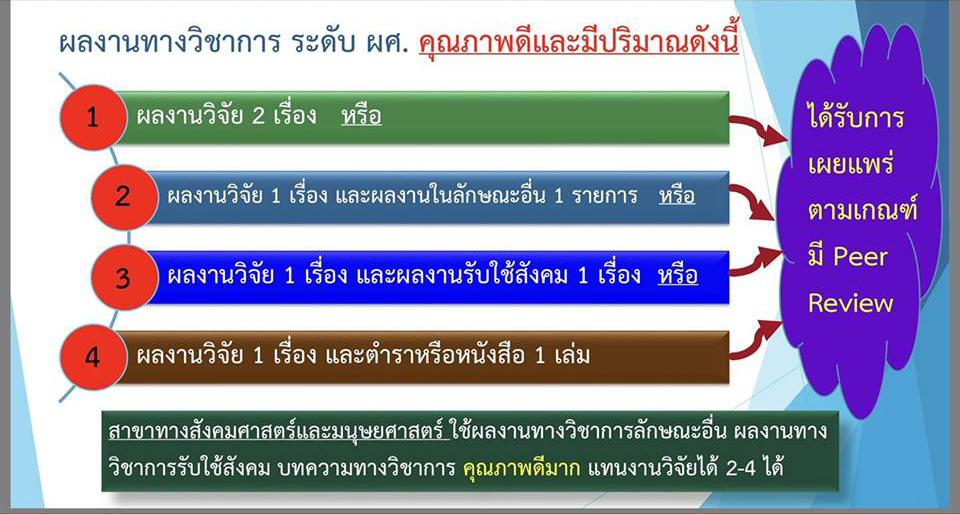 ผลงานทางวิชาการ ระดับ ผศ. คุณภาพดีและมีปริมาณดังนี้
1 ผลงานวิจัย 2 เรื่อง หรือ
2 ผลงานวิจัย 1 เรื่อง และผลงานในลักษณะอื่น 1 รายการ หรือ
3 ผลงานวิจัย 1 เรื่อง และผลงานรับใช้สังคม 1 เรื่อง หรือ
4 ผลงานวิจัย 1 เรื่อง และตำราหรือหนังสือ 1 เล่ม
ได้รับการ
เผยแพร่
ตามเกณฑ์
มี Peer
Review
สาขาทางสังคมศาสตร์และมนุษยศาสตร์ ใช้ผลงานทางวิชาการลักษณะอื่น ผลงานทาง
วิชาการรับใช้สังคม บทความทางวิชาการ คุณภาพดีมาก แทนงานวิจัยได้ 2-4 ได้